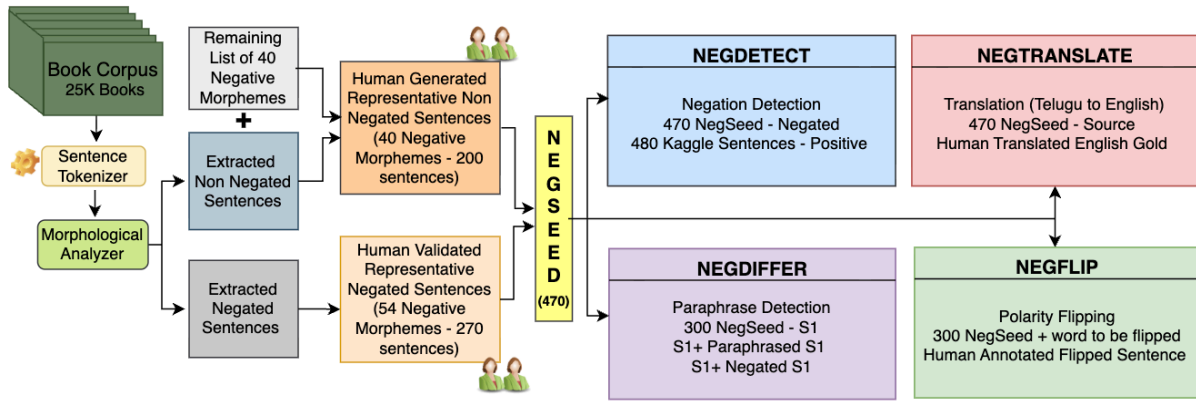 Book Corpus
25K Books
Sentence
Tokenizer
Morphological
Analyzer
Remaining
List of 40
Negative
Morphemes
+
Extracted
Non Negated
Sentences
Extracted
Negated
Sentences
Human Generated
Representative Non
Negated Sentences
(40 Negative
Morphemes - 200
sentences)
Human Validated
Representative
Negated Sentences
(54 Negative
Morphemes - 270
sentences)
N
E
G
S
E
E
D
(470)
NEGDETECT
Negation Detection
470 NegSeed - Negated
480 Kaggle Sentences - Positive
NEGTRANSLATE
Translation (Telugu to English)
470 NegSeed - Source
Human Translated English Gold
NEGDIFFER
Paraphrase Detection
300 NegSeed - S1
S1+ Paraphrased S1
S1+ Negated S1
NEGFLIP
Polarity Flipping
300 NegSeed + word to be flipped
Human Annotated Flipped Sentence